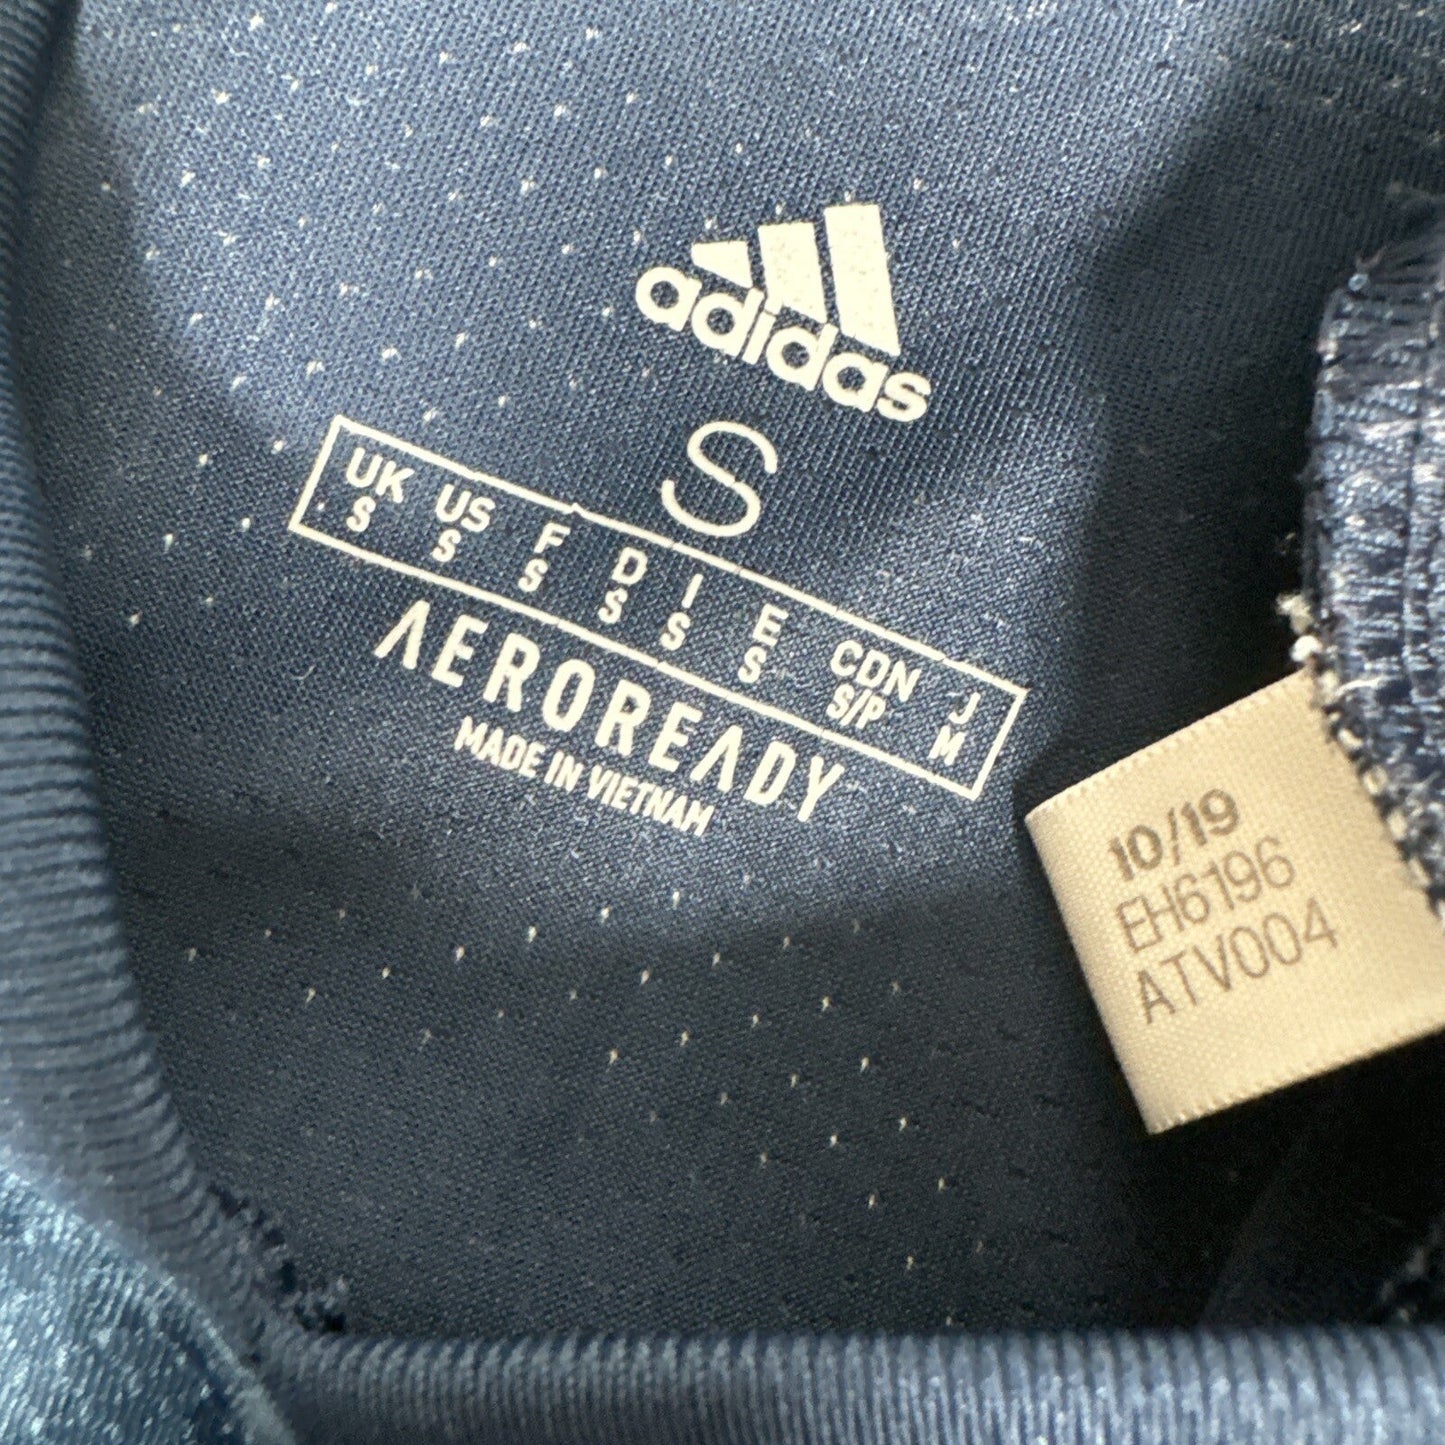 adidas
S
UK US F D I E CDN J
S S S S S S S/P M
AEROREADY
MADE IN VIETNAM
10/19
EH6196
ATV004